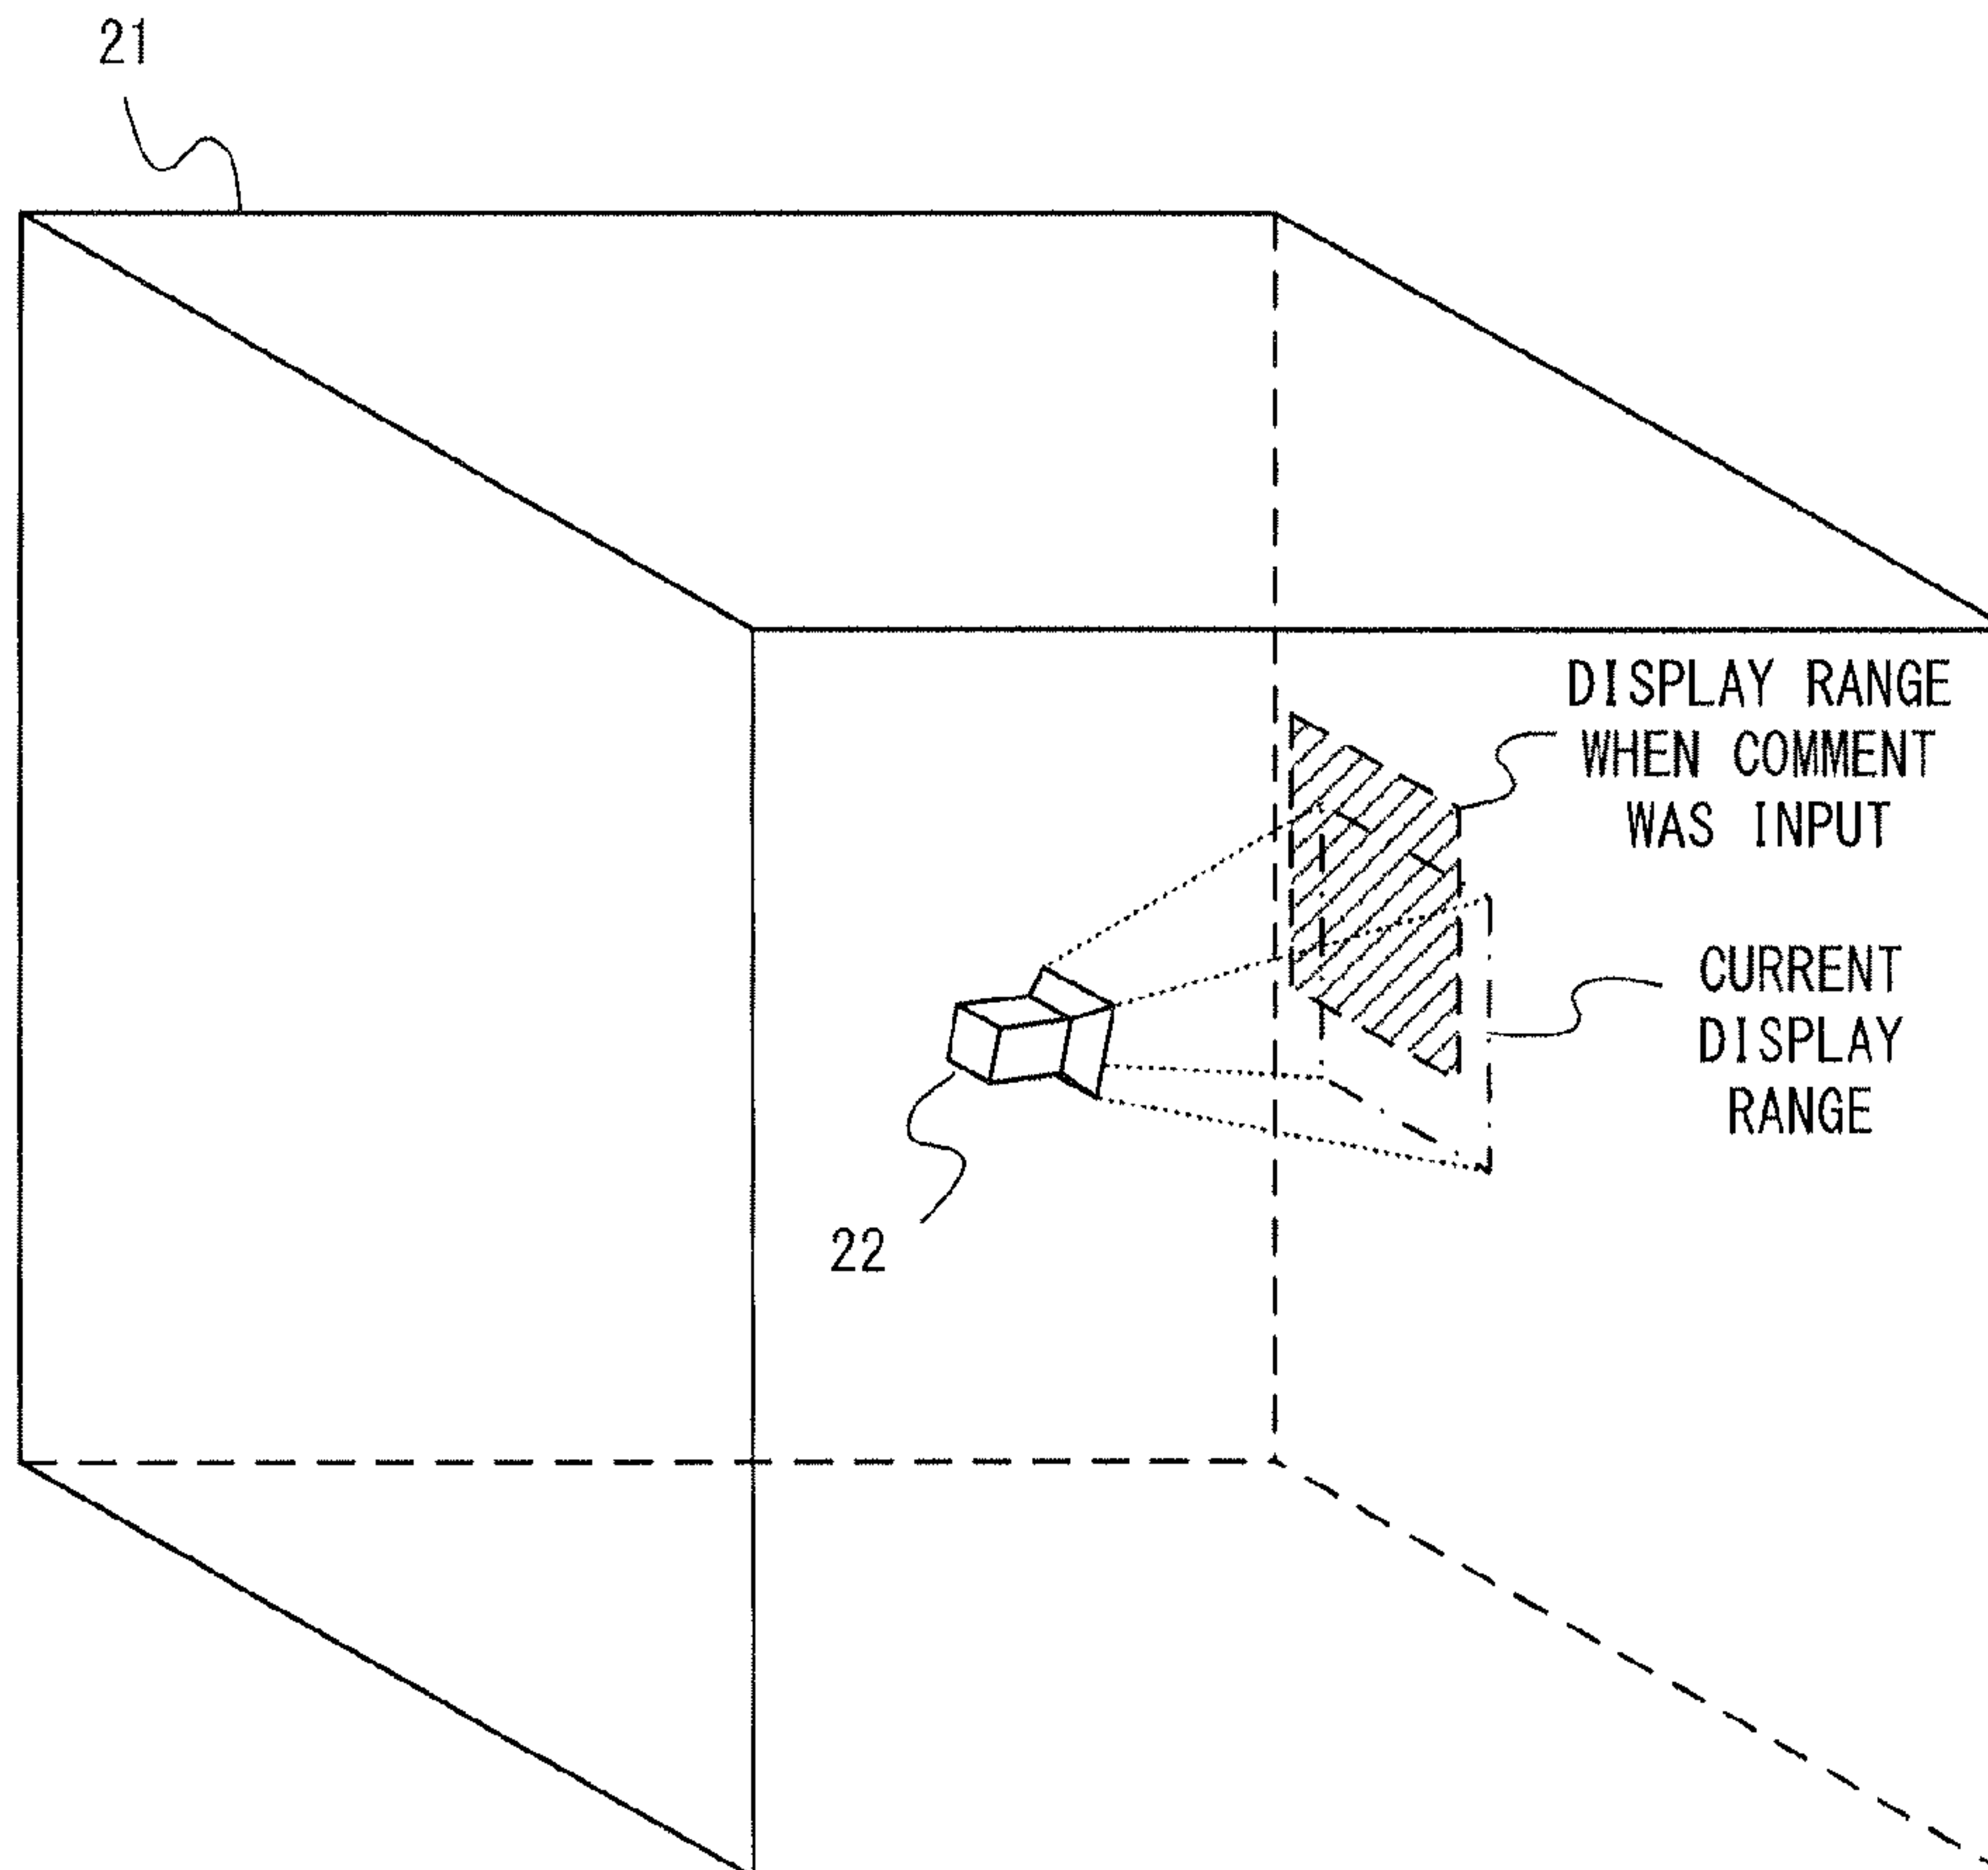 21
DISPLAY RANGE
WHEN COMMENT
WAS INPUT
CURRENT
DISPLAY
RANGE
22